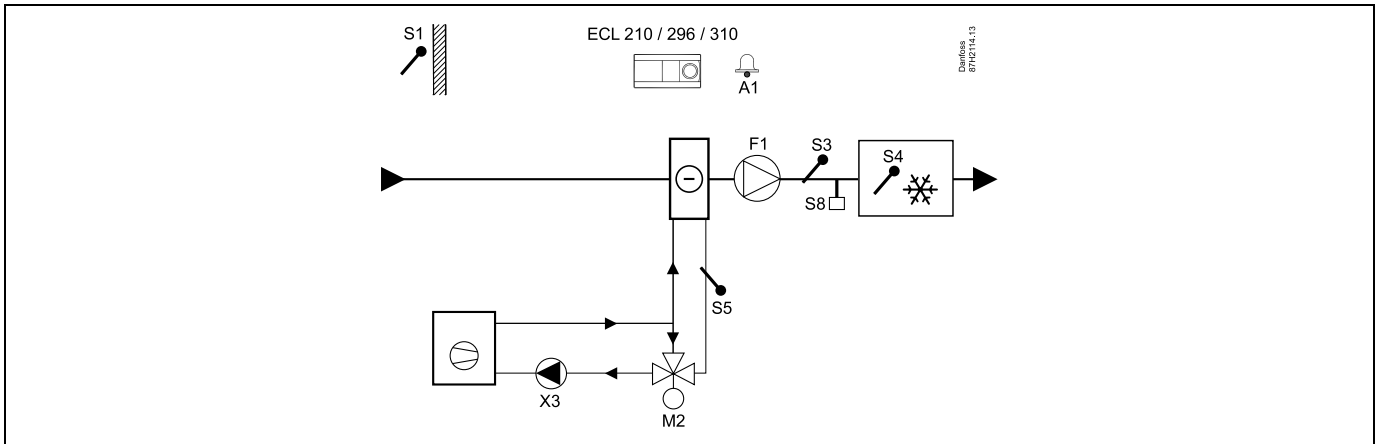 S1
ECL 210 / 296 / 310
A1
Danfoss
87H2114.13
F1
S3
S4
S8
S5
X3
M2